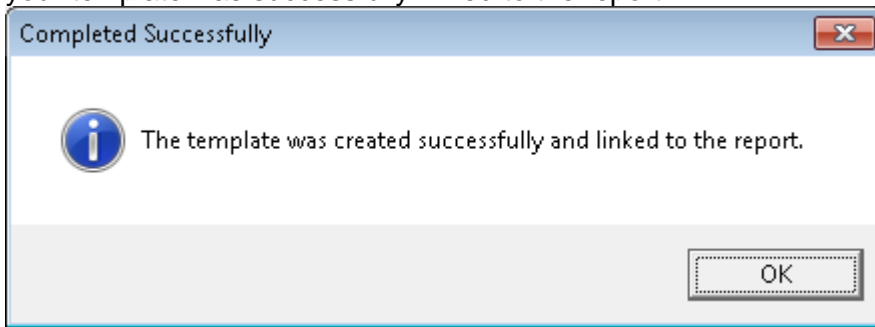 Completed Successfully
The template was created successfully and linked to the report.
OK